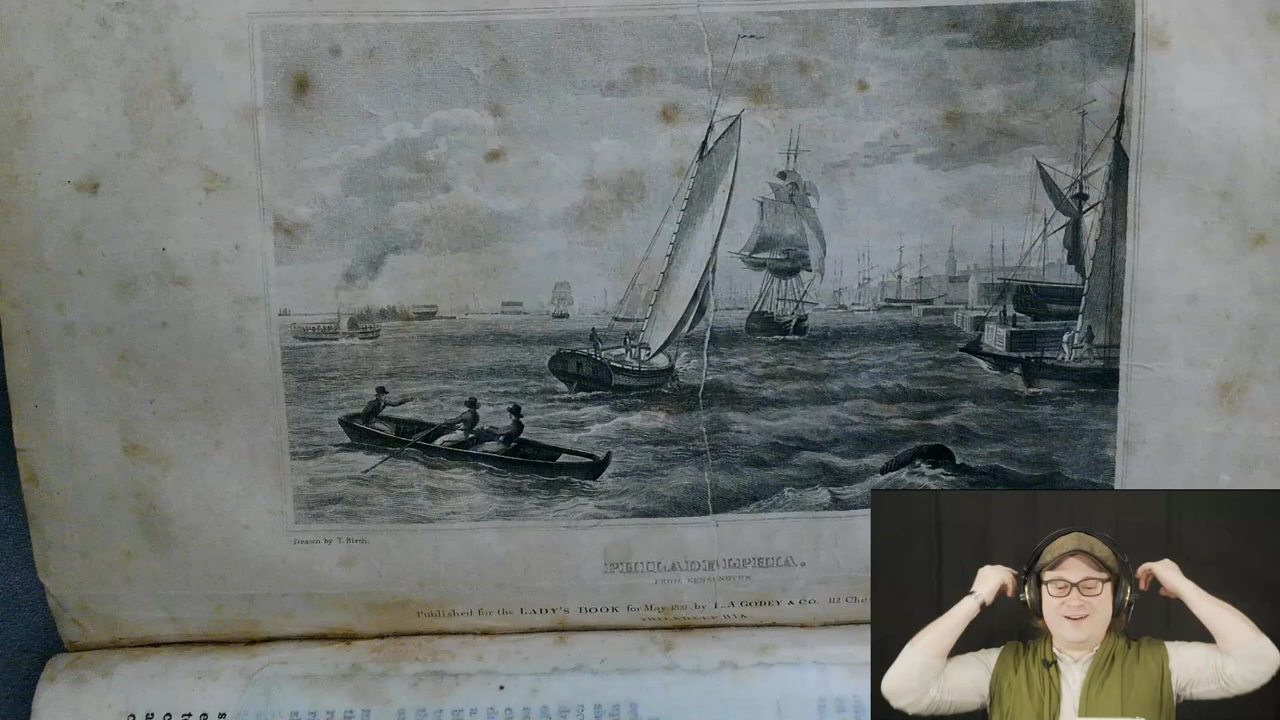 Drawn by T. Birch.
PHILADELPHIA.
FROM KENSINGTON
Published for the LADY'S BOOK for May 1831. by L. A GODEY & CO. 112 Che
PHILADELPHIA